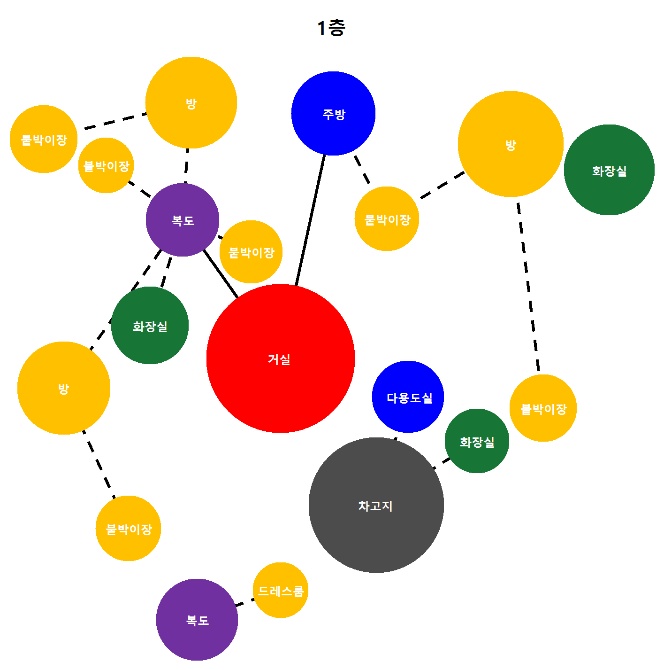 1층
방
주방
방
붙박이장
붙박이장
화장실
복도
붙박이장
붙박이장
화장실
거실
방
다용도실
붙박이장
화장실
차고지
붙박이장
드레스룸
복도